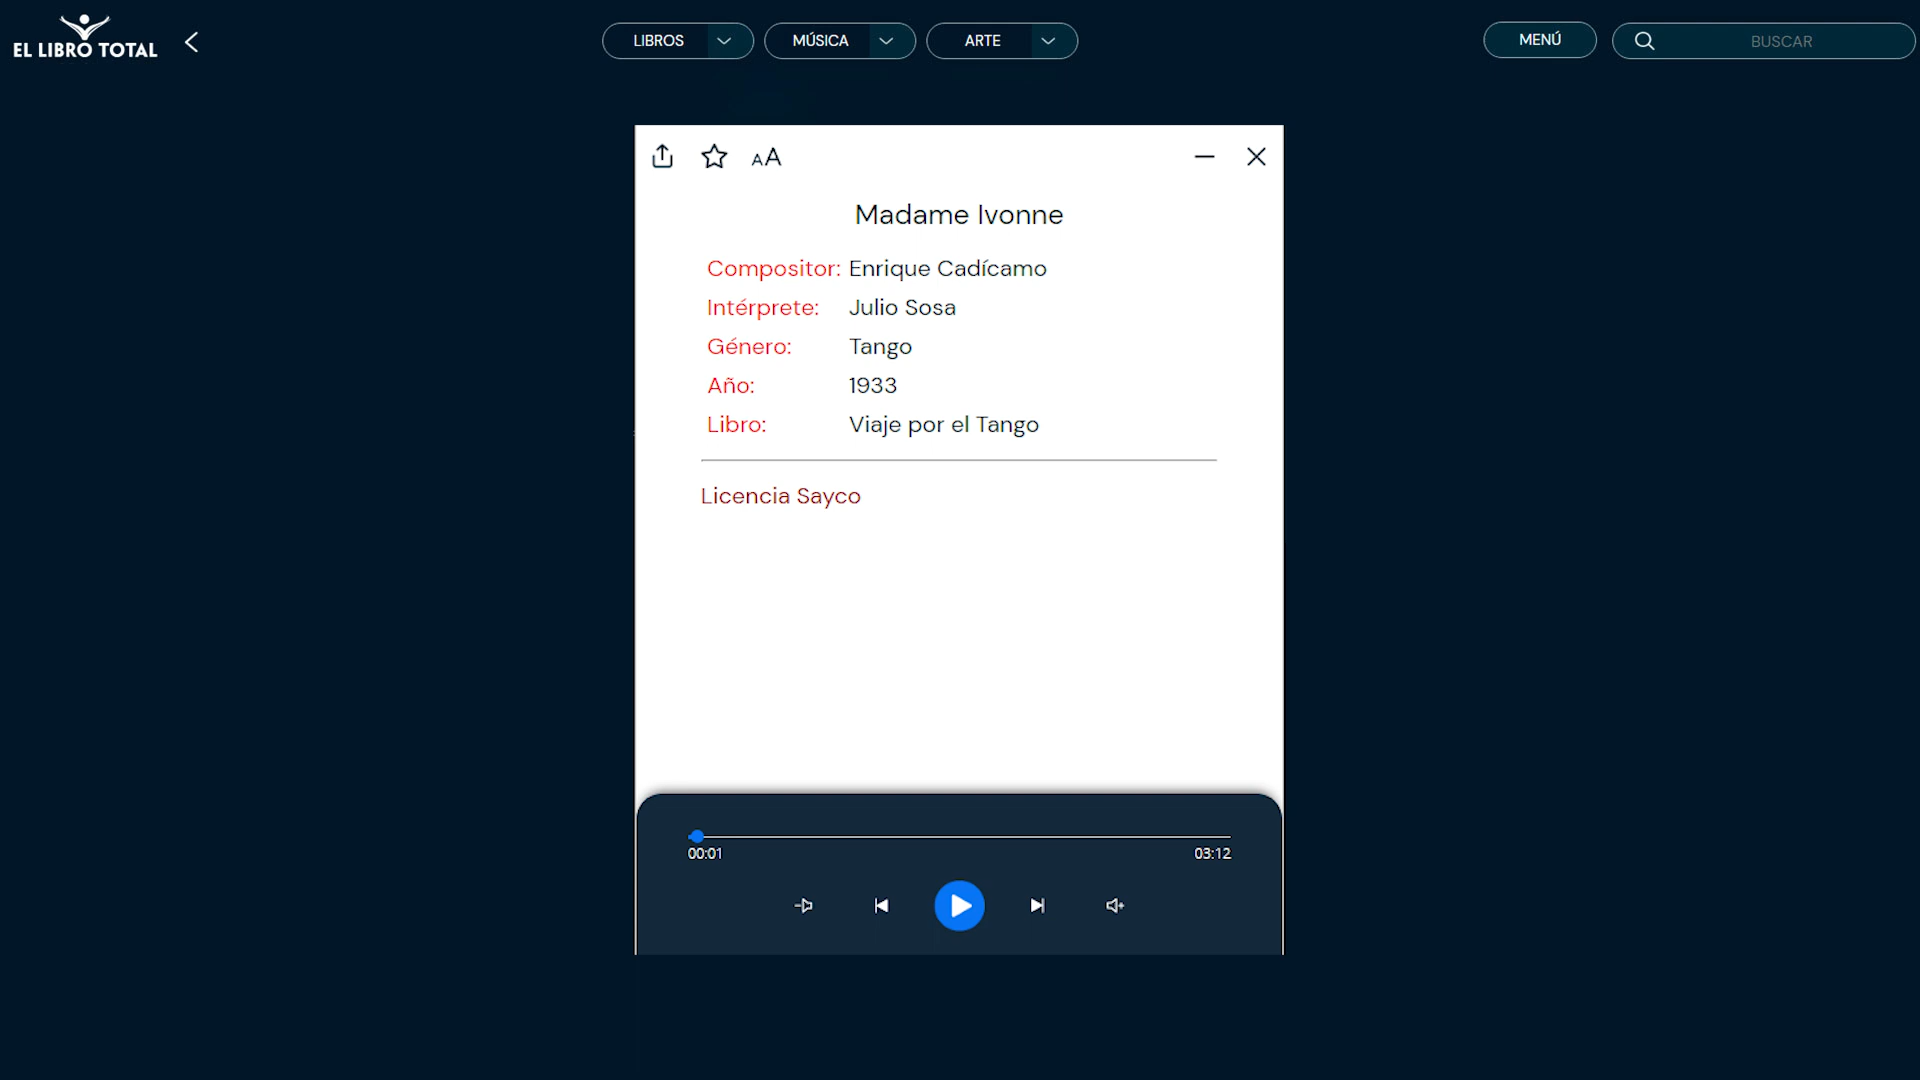 EL LIBRO TOTAL
LIBROS
MÚSICA
ARTE
MENÚ
BUSCAR
AA
Madame Ivonne
Compositor: Enrique Cadícamo
Intérprete: Julio Sosa
Género: Tango
Año: 1933
Libro: Viaje por el Tango
Licencia Sayco
00:01
03:12